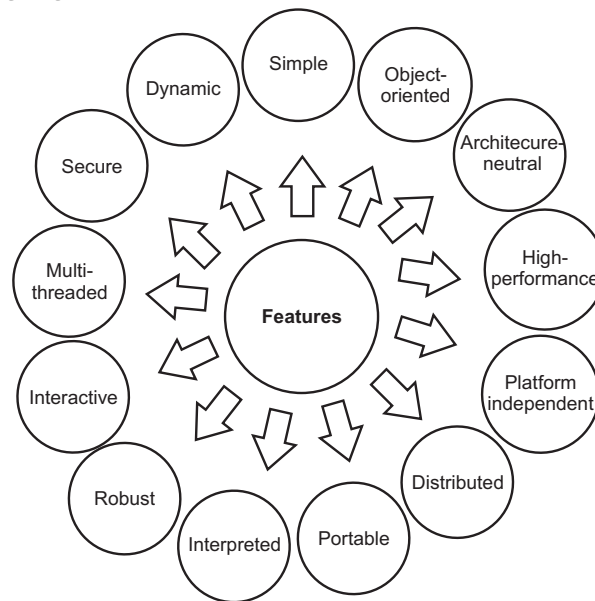 Simple
Object-
oriented
Architecure-
neutral
High-
performance
Platform
independent
Distributed
Portable
Interpreted
Robust
Interactive
Multi-
threaded
Secure
Dynamic
Features